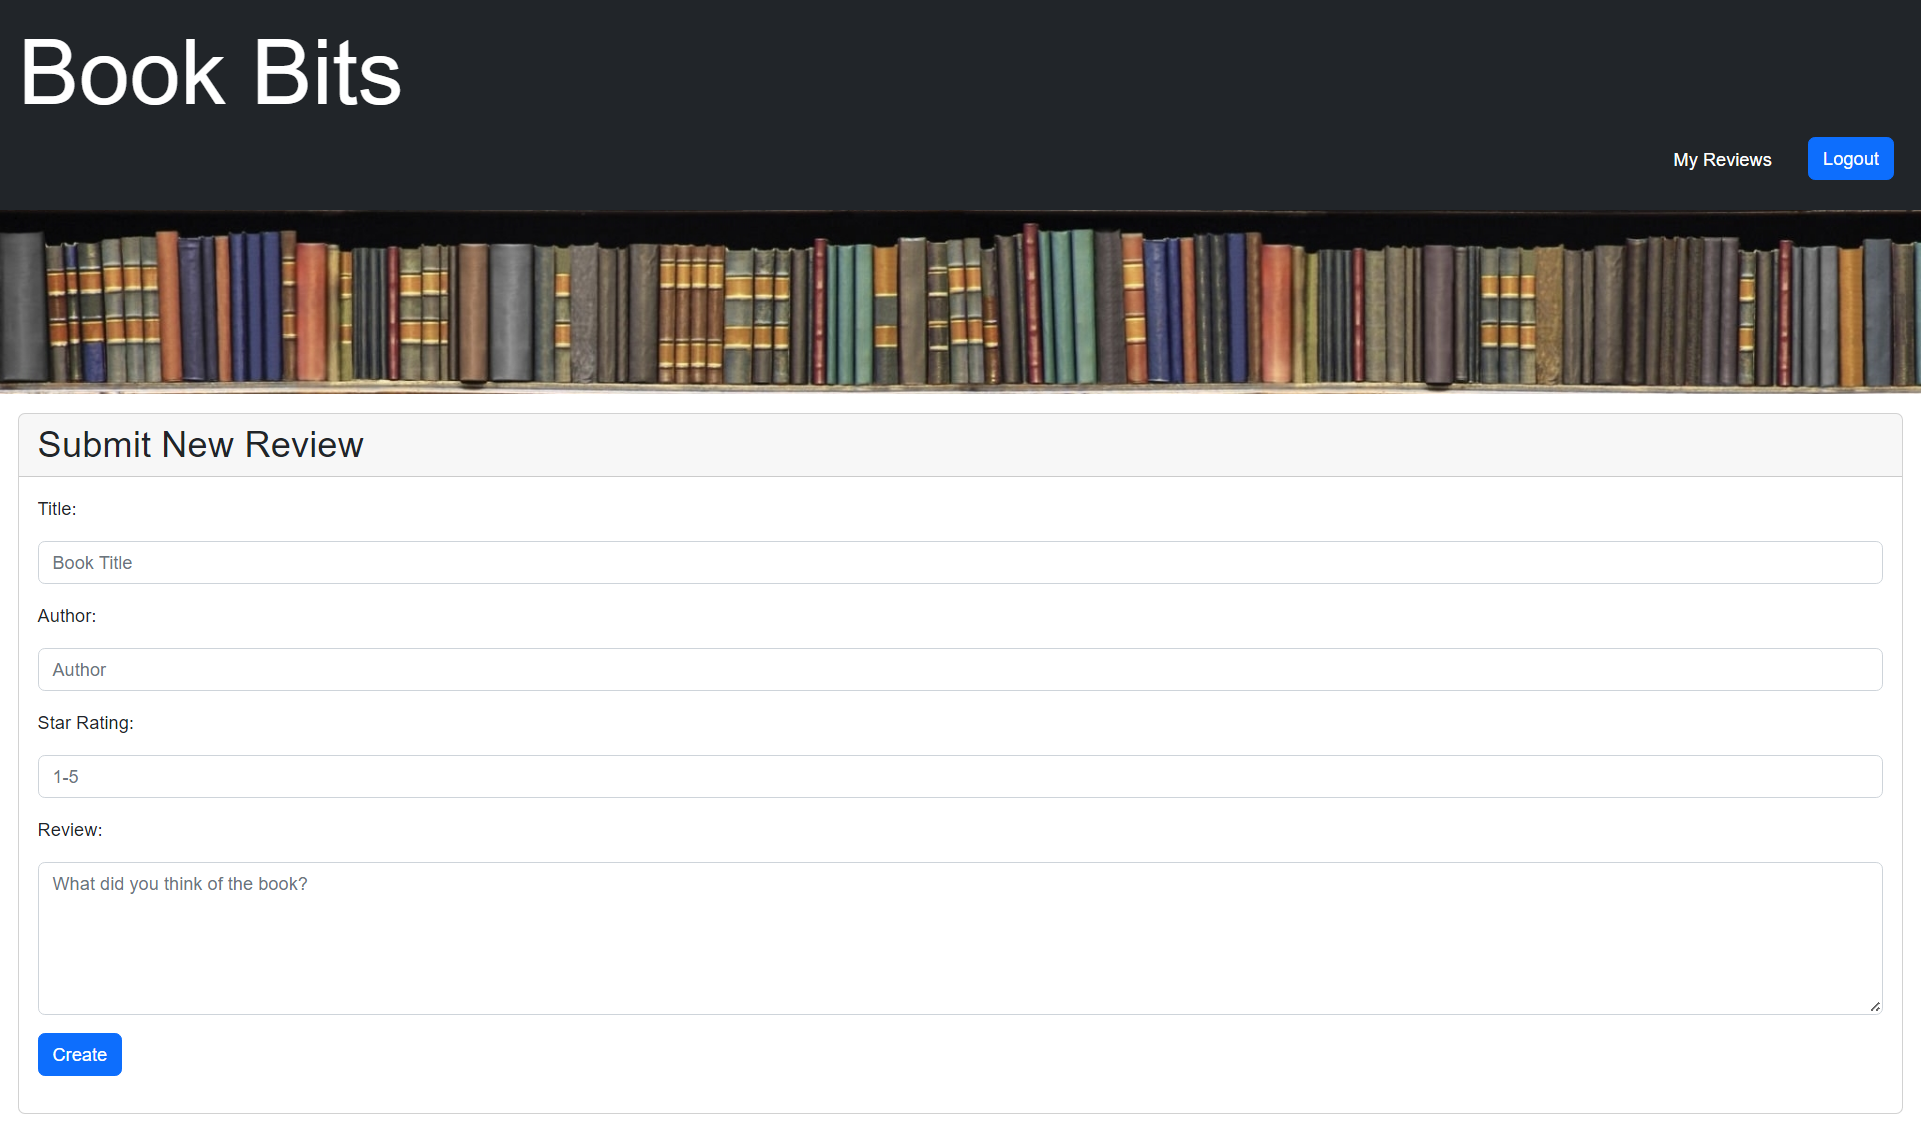 Book Bits
My Reviews
Logout
Submit New Review
Title:
Book Title
Author:
Author
Star Rating:
1-5
Review:
What did you think of the book?
Create